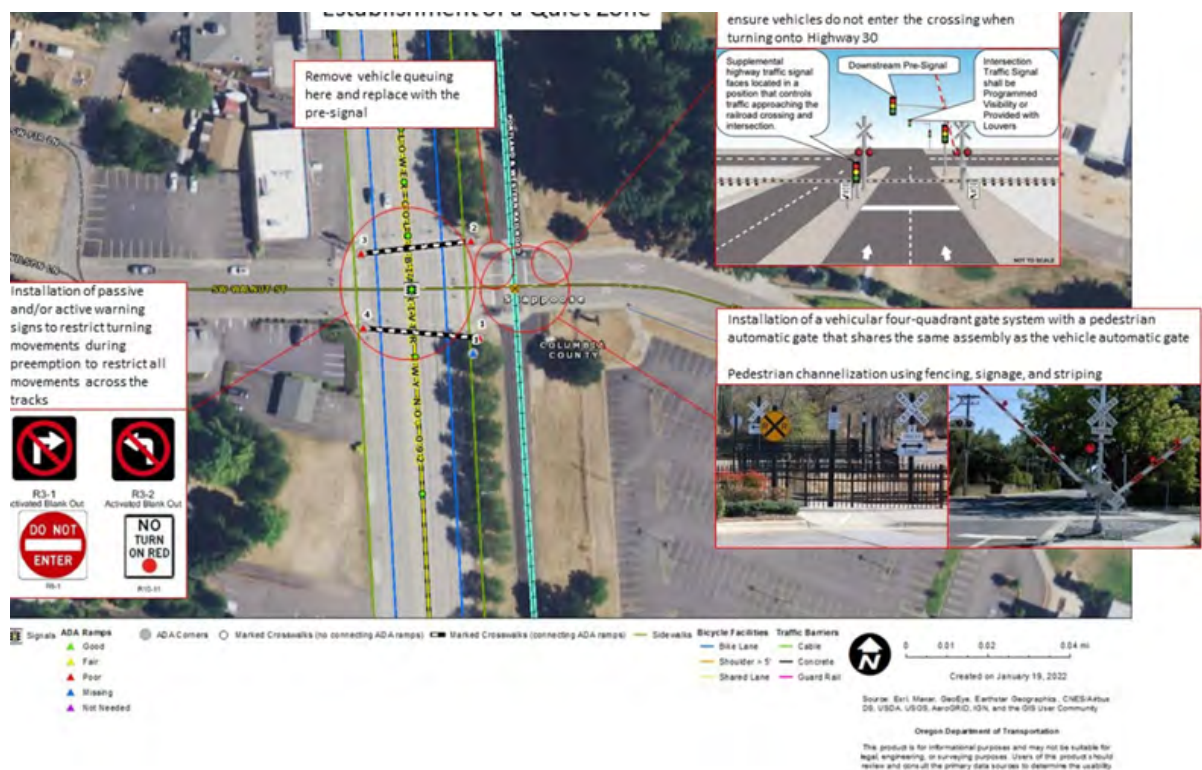 Establishment of a Quiet Zone
ensure vehicles do not enter the crossing when
turning onto Highway 30
Remove vehicle queuing
here and replace with the
pre-signal
Supplemental
highway traffic signal
faces located in a
position that controls
traffic approaching the
railroad crossing and
intersection.
Downstream Pre-Signal
Intersection
Traffic Signal
shall be
Programmed
Visibility or
Provided with
Louvers
NOT TO SCALE
WILSON LN
SW WALNUT ST
3
2
4
1
Scappoose
COLUMBIA
COUNTY
Installation of passive
and/or active warning
signs to restrict turning
movements during
preemption to restrict all
movements across the
tracks
R3-1
Activated Blank Out
R3-2
Activated Blank Out
DO NOT
ENTER
R5-1
NO
TURN
ON RED
R10-11
Installation of a vehicular four-quadrant gate system with a pedestrian
automatic gate that shares the same assembly as the vehicle automatic gate
Pedestrian channelization using fencing, signage, and striping
Signals
ADA Ramps
Good
Fair
Poor
Missing
Not Needed
ADA Corners
Marked Crosswalks (no connecting ADA ramps)
Marked Crosswalks (connecting ADA ramps)
Sidewalks
Bicycle Facilities
Bike Lane
Shoulder > 5'
Shared Lane
Traffic Barriers
Cable
Concrete
Guard Rail
N
0 0.01 0.02 0.04 mi
Created on January 19, 2022
Source: Esri, Maxar, GeoEye, Earthstar Geographics, CNES/Airbus
DS, USDA, USGS, AeroGRID, IGN, and the GIS User Community
Oregon Department of Transportation
This product is for informational purposes and may not be suitable for
legal, engineering, or surveying purposes. Users of this product should
review and consult the primary data sources to determine the usability